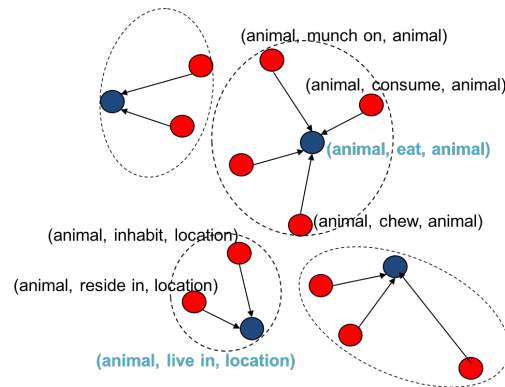 (animal, munch on, animal)
(animal, consume, animal)
(animal, eat, animal)
(animal, chew, animal)
(animal, inhabit, location)
(animal, reside in, location)
(animal, live in, location)